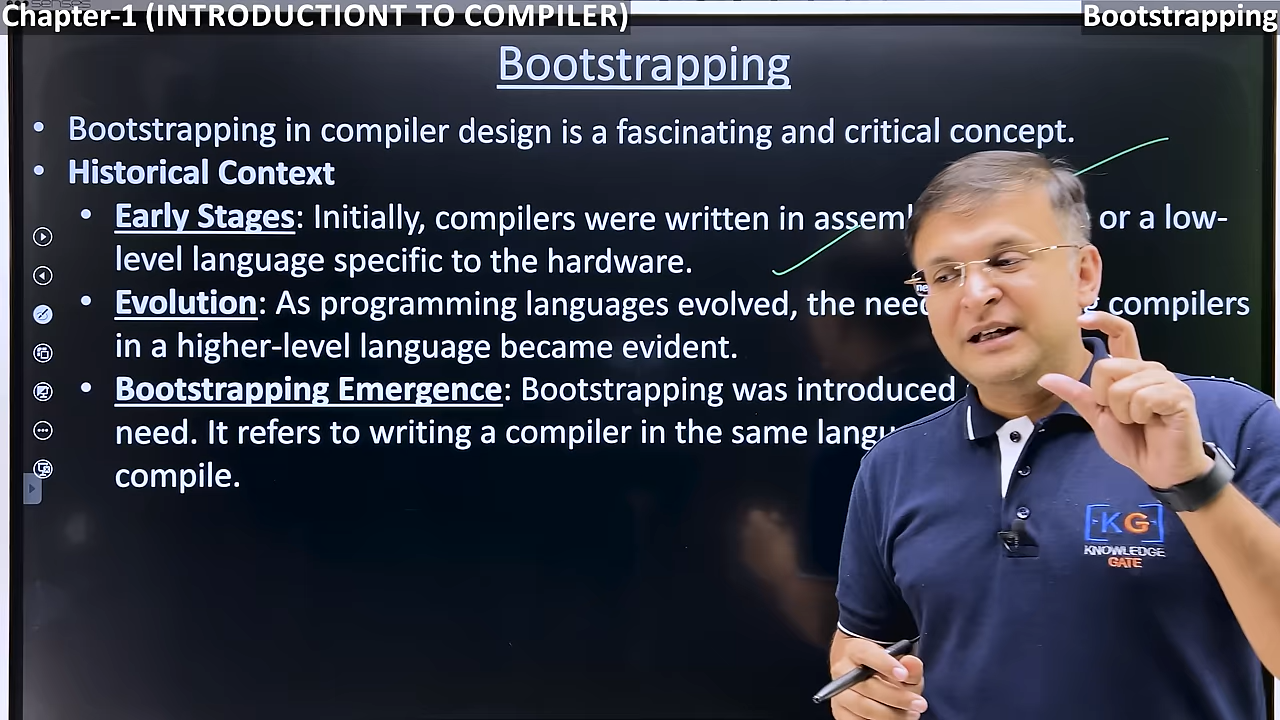 Chapter-1 (INTRODUCTIONT TO COMPILER)
Bootstrapping
Bootstrapping
• Bootstrapping in compiler design is a fascinating and critical concept.
• Historical Context
• Early Stages: Initially, compilers were written in or a low-
level language specific to the hardware.
• Evolution: As programming languages evolved, the compilers
in a higher-level language became evident.
• Bootstrapping Emergence: Bootstrapping was introduced
need. It refers to writing a compiler in the same
compile.
KG
KNOWLEDGE
GATE